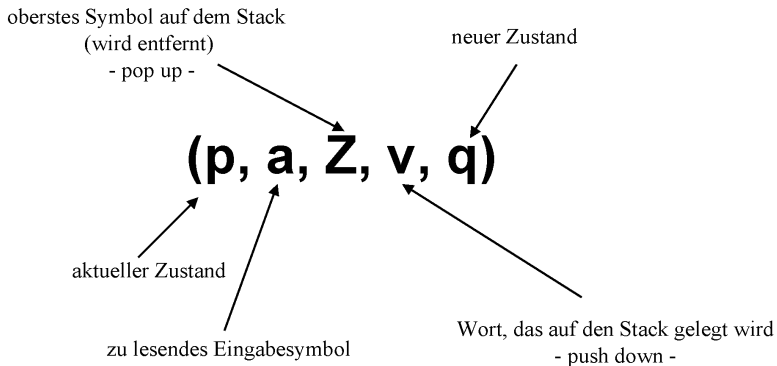 oberstes Symbol auf dem Stack
(wird entfernt)
- pop up -
neuer Zustand
(p, a, Z, v, q)
aktueller Zustand
zu lesendes Eingabesymbol
Wort, das auf den Stack gelegt wird
- push down -